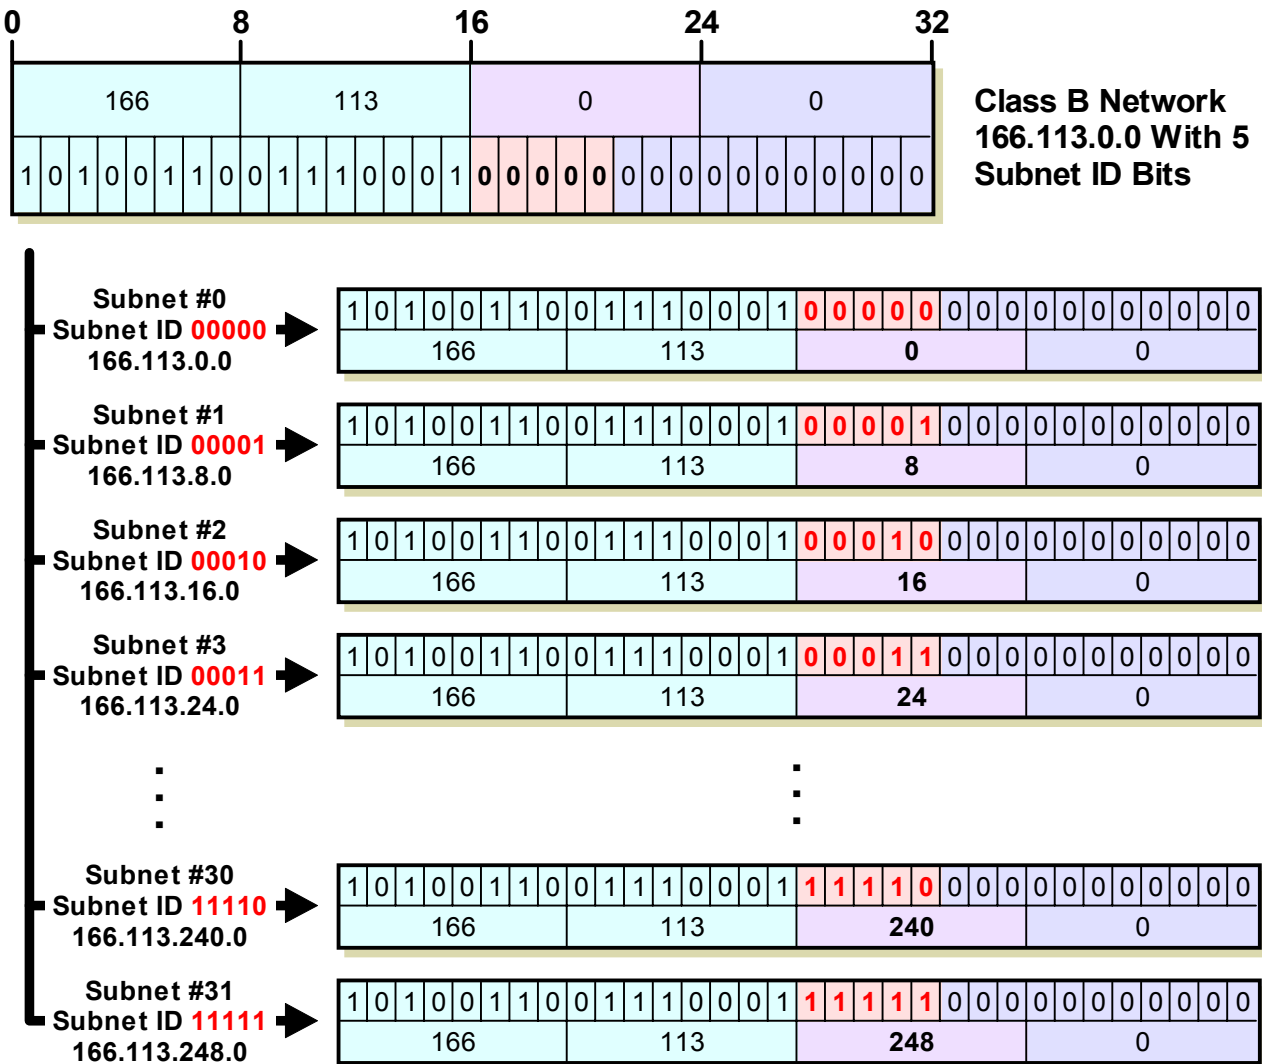 0 8 16 24 32
166 113 0 0
1 0 1 0 0 1 1 0 0 1 1 1 0 0 0 1 0 0 0 0 0 0 0 0 0 0 0 0 0 0 0 0
Class B Network
166.113.0.0 With 5
Subnet ID Bits
Subnet #0
Subnet ID 00000
166.113.0.0
1 0 1 0 0 1 1 0 0 1 1 1 0 0 0 1 0 0 0 0 0 0 0 0 0 0 0 0 0 0 0 0
166 113 0 0
Subnet #1
Subnet ID 00001
166.113.8.0
1 0 1 0 0 1 1 0 0 1 1 1 0 0 0 1 0 0 0 0 1 0 0 0 0 0 0 0 0 0 0 0
166 113 8 0
Subnet #2
Subnet ID 00010
166.113.16.0
1 0 1 0 0 1 1 0 0 1 1 1 0 0 0 1 0 0 0 1 0 0 0 0 0 0 0 0 0 0 0 0
166 113 16 0
Subnet #3
Subnet ID 00011
166.113.24.0
1 0 1 0 0 1 1 0 0 1 1 1 0 0 0 1 0 0 0 1 1 0 0 0 0 0 0 0 0 0 0 0
166 113 24 0
Subnet #30
Subnet ID 11110
166.113.240.0
1 0 1 0 0 1 1 0 0 1 1 1 0 0 0 1 1 1 1 1 0 0 0 0 0 0 0 0 0 0 0 0
166 113 240 0
Subnet #31
Subnet ID 11111
166.113.248.0
1 0 1 0 0 1 1 0 0 1 1 1 0 0 0 1 1 1 1 1 1 0 0 0 0 0 0 0 0 0 0 0
166 113 248 0